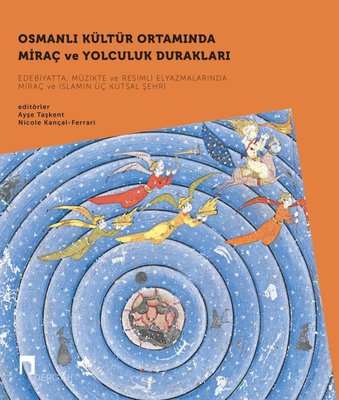 OSMANLI KÜLTÜR ORTAMINDA
MİRAÇ ve YOLCULUK DURAKLARI
EDEBİYATTA, MÜZİKTE ve RESİMLİ ELYAZMALARINDA
MİRAÇ ve İSLAMIN ÜÇ KUTSAL ŞEHRİ
editörler
Ayşe Taşkent
Nicole Kançal-Ferrari
DERGÂH